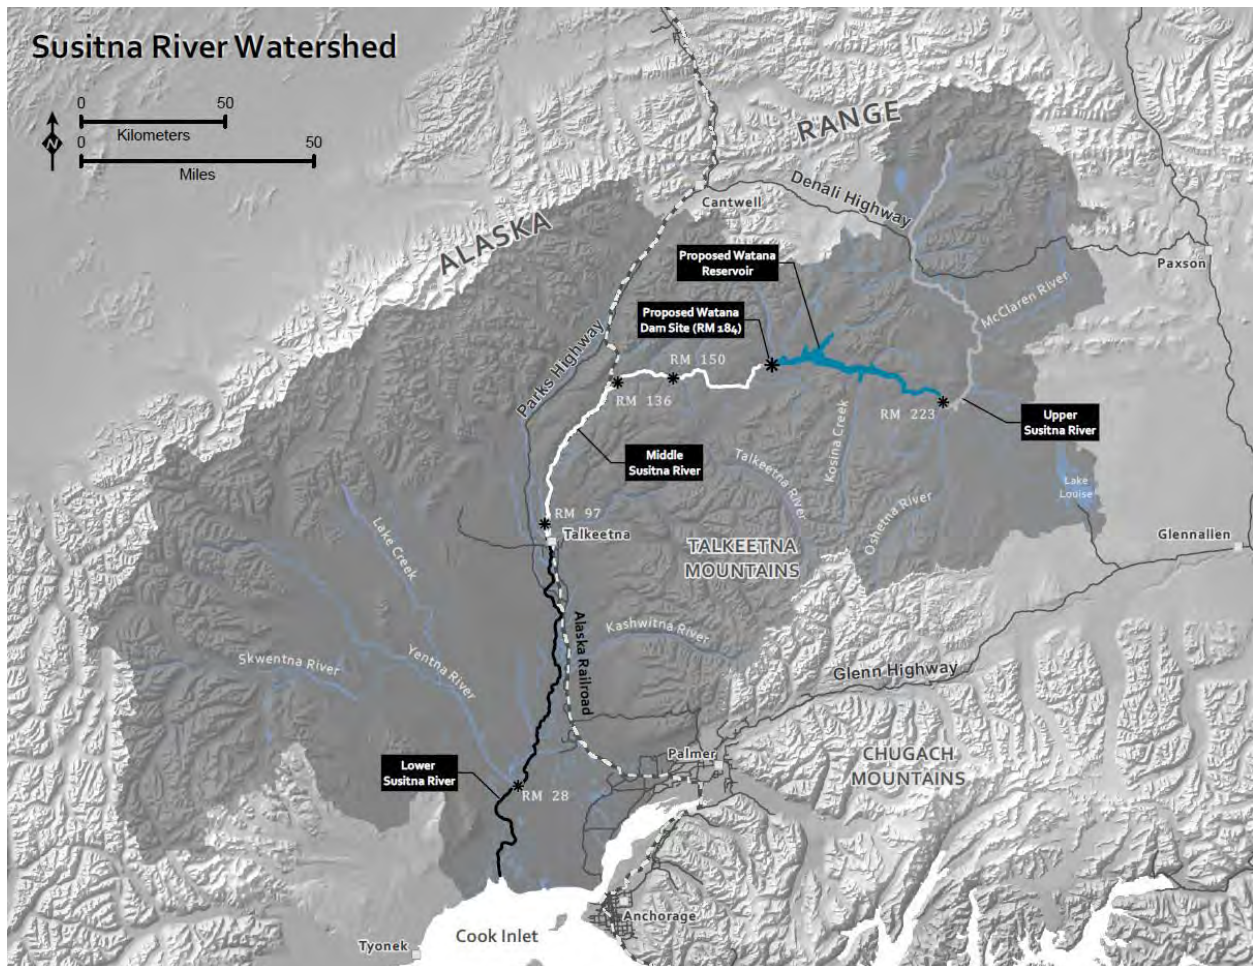 Susitna River Watershed
0
50
Kilometers
0
50
Miles
N
ALASKA
RANGE
Cantwell
Denali Highway
Paxson
McClaren River
Proposed Watana
Reservoir
Proposed Watana
Dam Site (RM 184)
Parks Highway
RM 150
RM 136
RM 223
Upper
Susitna River
Middle
Susitna River
Kosina Creek
Talkeetna River
Oshetna River
Lake
Louise
Lake Creek
RM 97
Talkeetna
TALKEETNA
MOUNTAINS
Glennallen
Alaska Railroad
Kashwitna River
Skwentna River
Yentna River
Glenn Highway
Palmer
CHUGACH
MOUNTAINS
Lower
Susitna River
RM 28
Anchorage
Cook Inlet
Tyonek